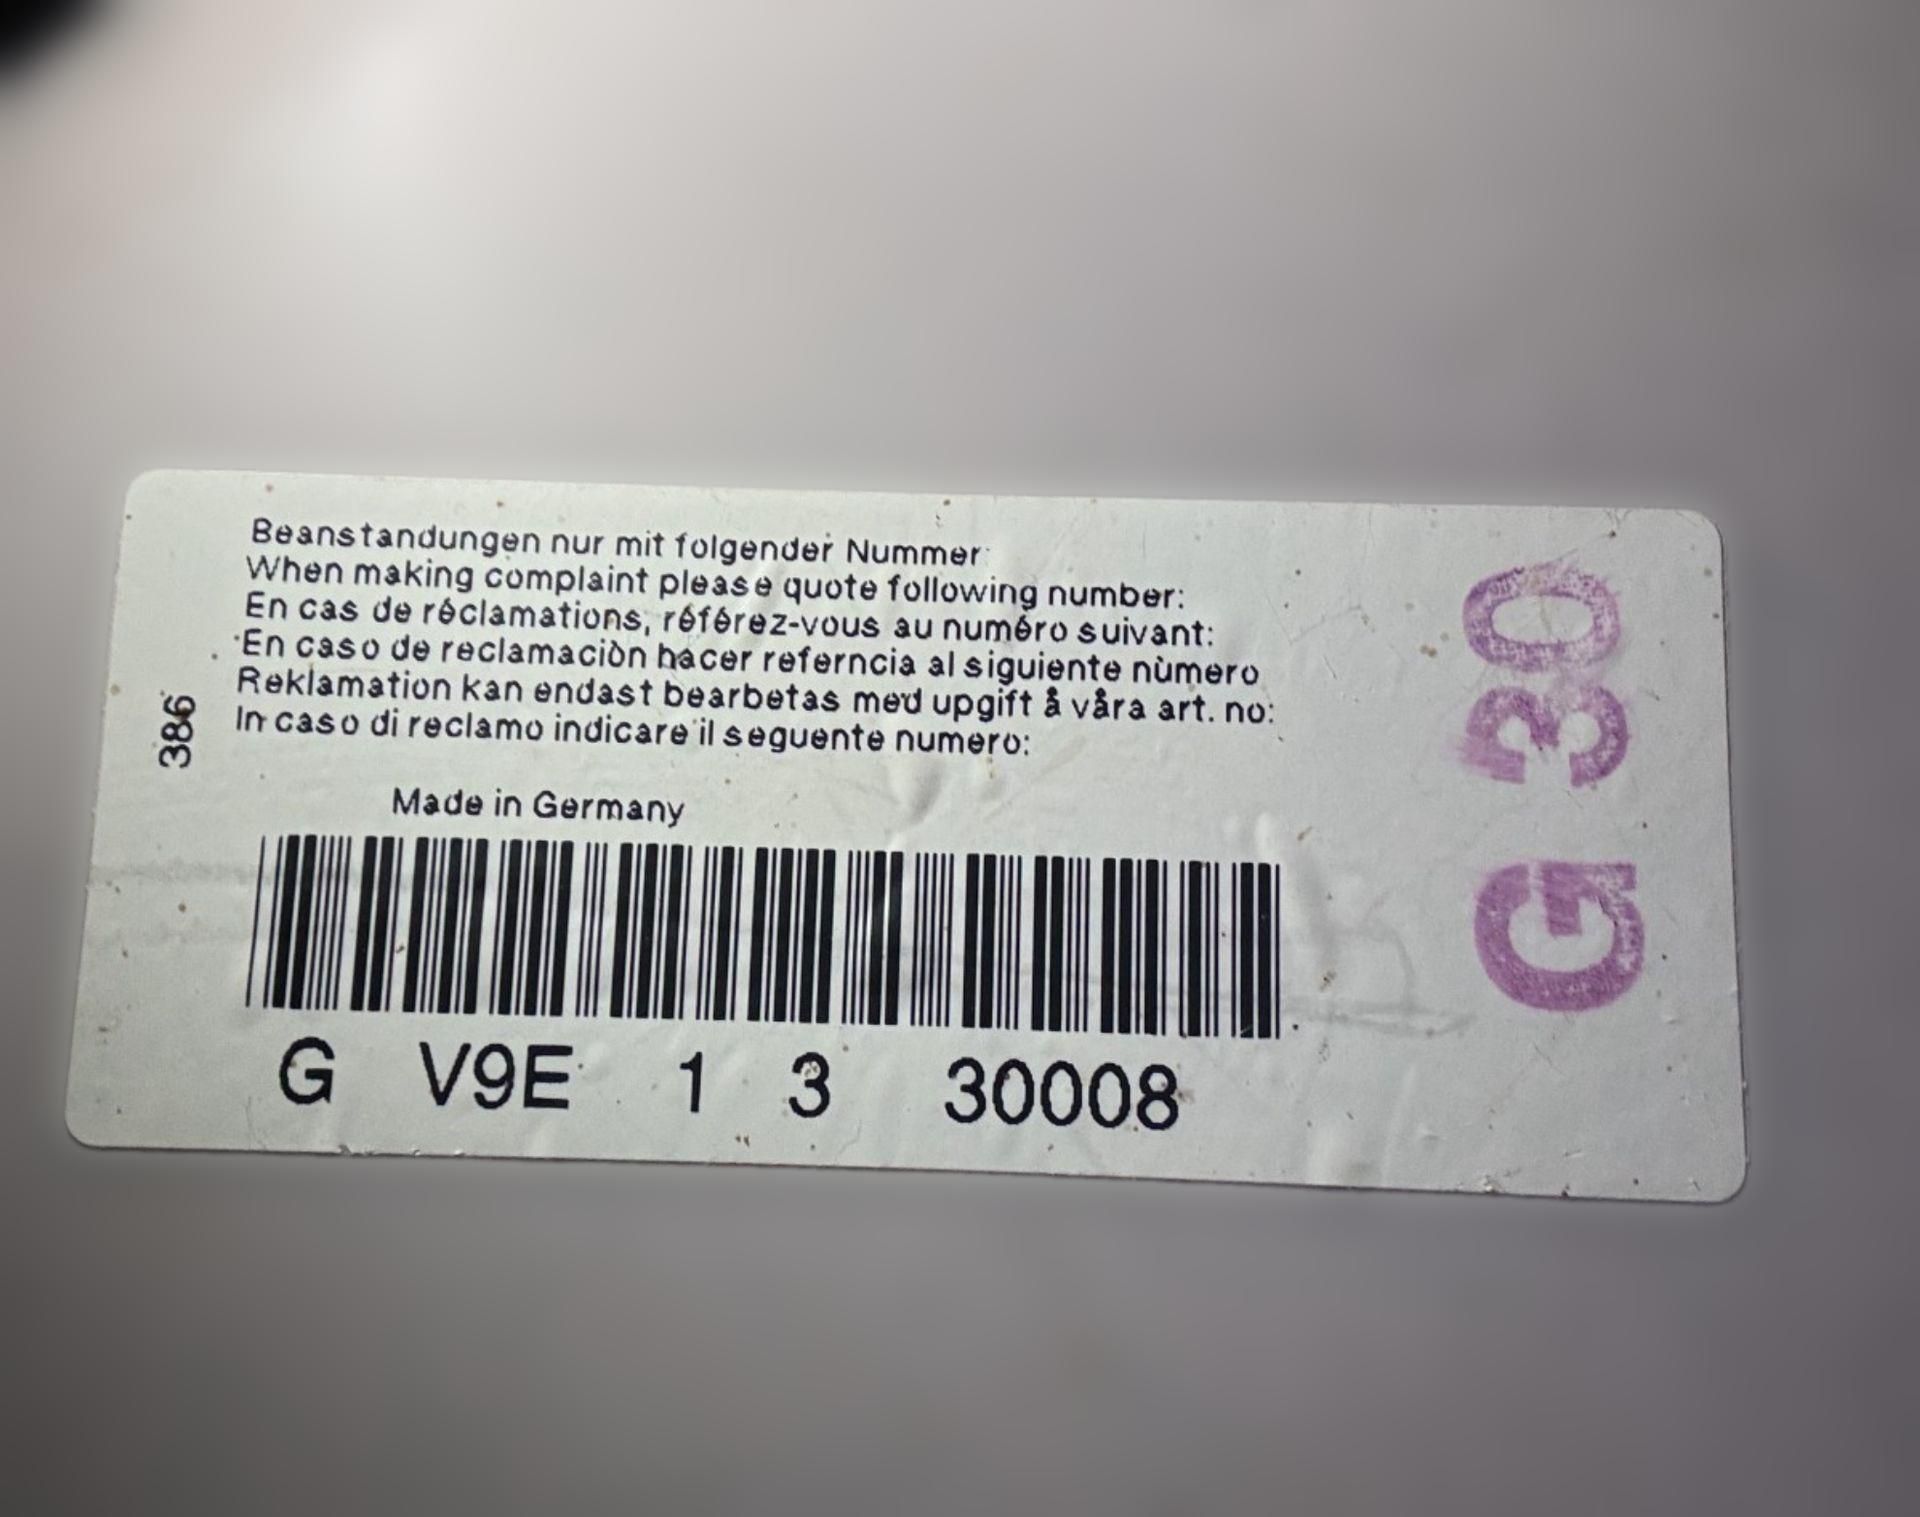 Beanstandungen nur mit folgender Nummer:
When making complaint please quote following number:
En cas de réclamations, référez-vous au numéro suivant:
En caso de reclamaciòn hacer referncia al siguiente nùmero
Reklamation kan endast bearbetas med upgift å våra art. no:
In caso di reclamo indicare il seguente numero:
386
Made in Germany
G V9E 1 3 30008
G 30